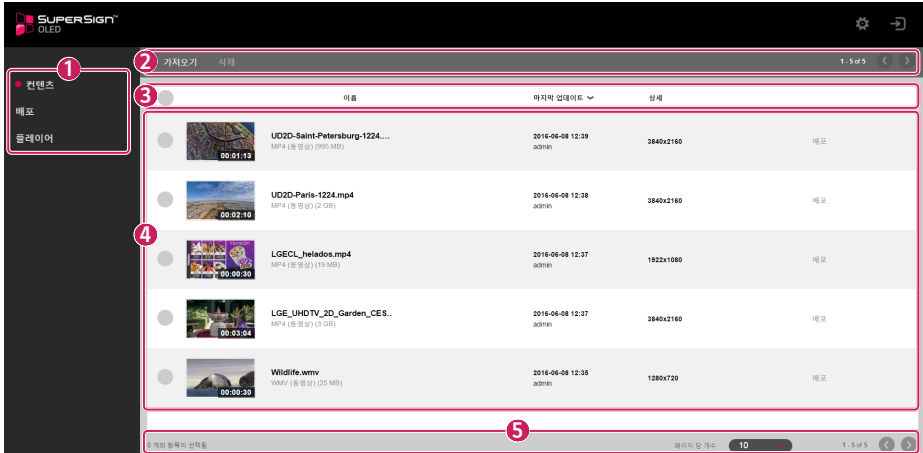 SuperSign™
OLED
1
컨텐츠
배포
플레이어
2
가져오기 삭제 1 - 5 of 5
3
이름 마지막 업데이트 상세
4
00:01:13
UD2D-Saint-Petersburg-1224....
MP4 (동영상) (995 MB)
2016-06-08 12:39
admin
3840x2160
배포
00:02:10
UD2D-Paris-1224.mp4
MP4 (동영상) (2 GB)
2016-06-08 12:38
admin
3840x2160
배포
00:00:30
LGECL_helados.mp4
MP4 (동영상) (19 MB)
2016-06-08 12:37
admin
1922x1080
배포
00:03:04
LGE_UHDTV_2D_Garden_CES..
MP4 (동영상) (3 GB)
2016-06-08 12:37
admin
3840x2160
배포
00:00:30
Wildlife.wmv
WMV (동영상) (25 MB)
2016-06-08 12:35
admin
1280x720
배포
5
0 개의 항목이 선택됨 페이지 당 개수 10 1 - 5 of 5